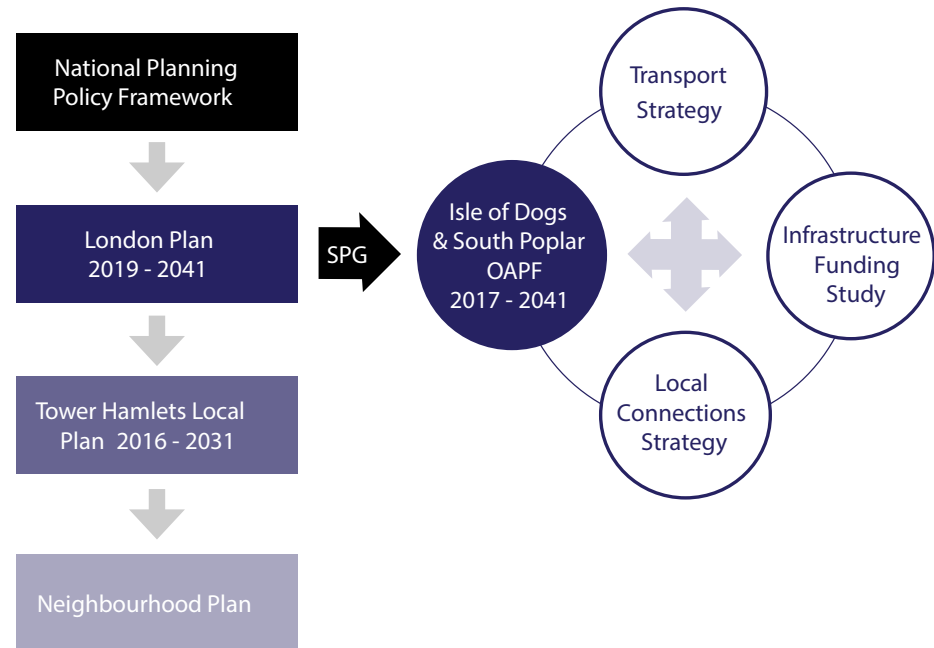 National Planning
Policy Framework
London Plan
2019 - 2041
Tower Hamlets Local
Plan 2016 - 2031
Neighbourhood Plan
SPG
Isle of Dogs
& South Poplar
OAPF
2017 - 2041
Transport
Strategy
Infrastructure
Funding
Study
Local
Connections
Strategy